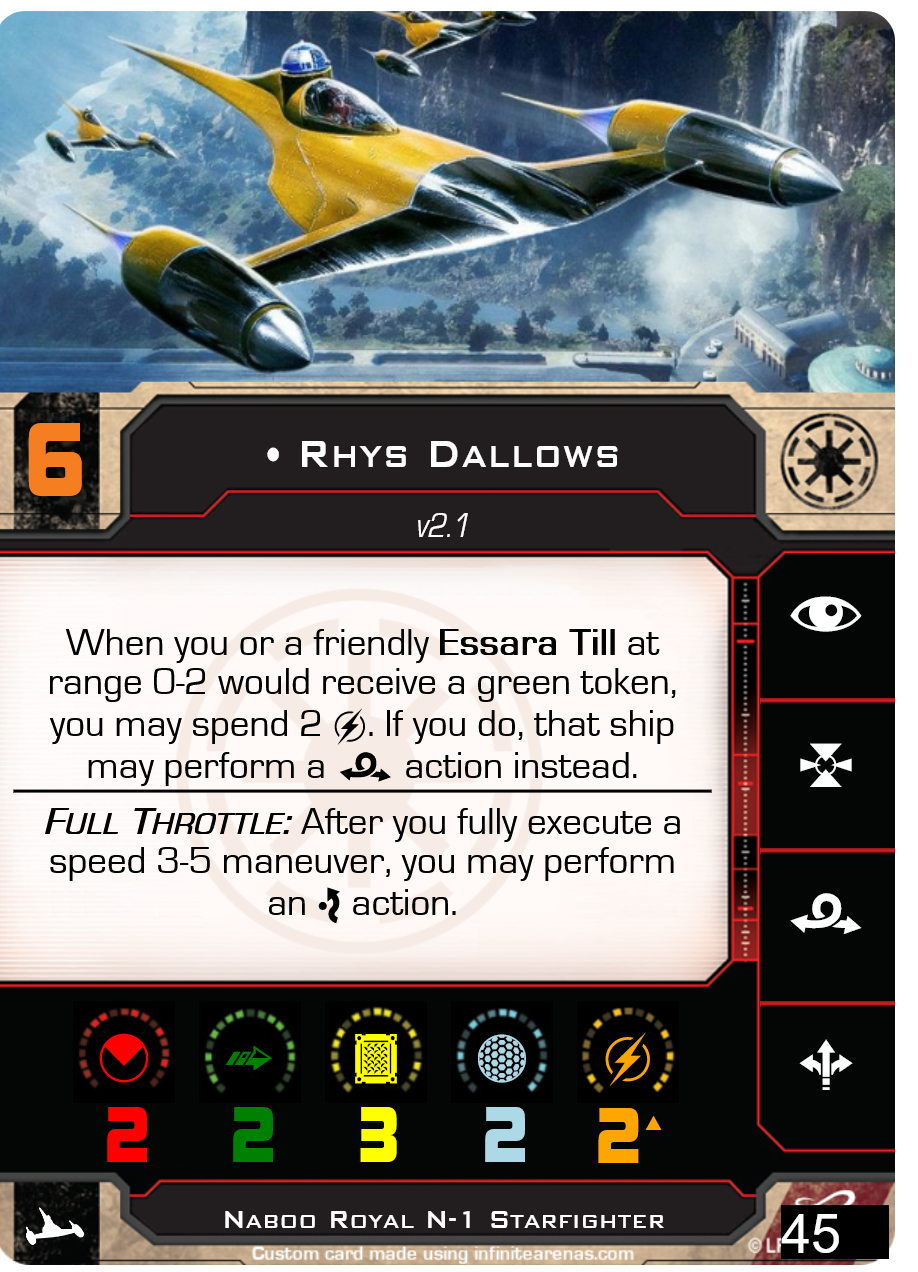 6
• Rhys Dallows
v2.1
When you or a friendly Essara Till at
range 0-2 would receive a green token,
you may spend 2 . If you do, that ship
may perform a action instead.
Full Throttle: After you fully execute a
speed 3-5 maneuver, you may perform
an action.
2 2 3 2 2
Naboo Royal N-1 Starfighter
Custom card made using infinitearenas.com
45